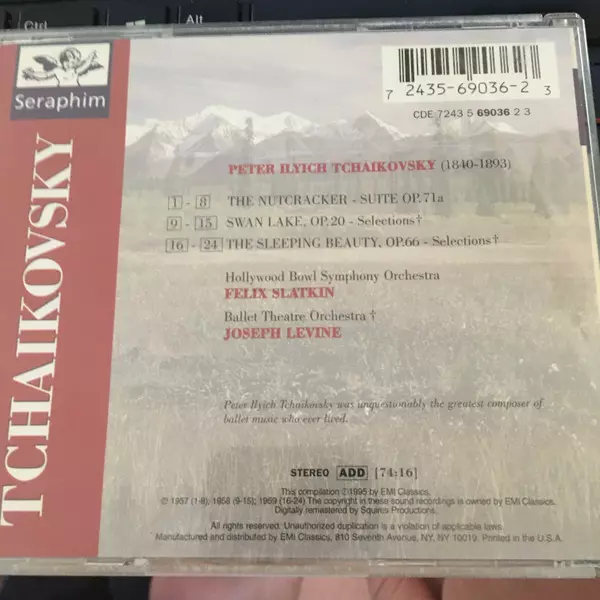 Ctrl
Alt
Seraphim
TCHAIKOVSKY
7 2435-69036-2 3
CDE 7243 5 69036 2 3
PETER ILYICH TCHAIKOVSKY (1840-1893)
1 - 8 THE NUTCRACKER - SUITE OP.71a
9 - 15 SWAN LAKE, OP.20 - Selections†
16 - 24 THE SLEEPING BEAUTY, OP.66 - Selections†
Hollywood Bowl Symphony Orchestra
FELIX SLATKIN
Ballet Theatre Orchestra †
JOSEPH LEVINE
Peter Ilyich Tchaikovsky was unquestionably the greatest composer of
ballet music who ever lived.
STEREO ADD [74:16]
This compilation ℗1995 by EMI Classics.
℗ 1957 (1-8); 1958 (9-15); 1959 (16-24) The copyright in these sound recordings is owned by EMI Classics.
Digitally remastered by Squires Productions.
All rights reserved. Unauthorized duplication is a violation of applicable laws.
Manufactured and distributed by EMI Classics, 810 Seventh Avenue, NY, NY 10019. Printed in the U.S.A.